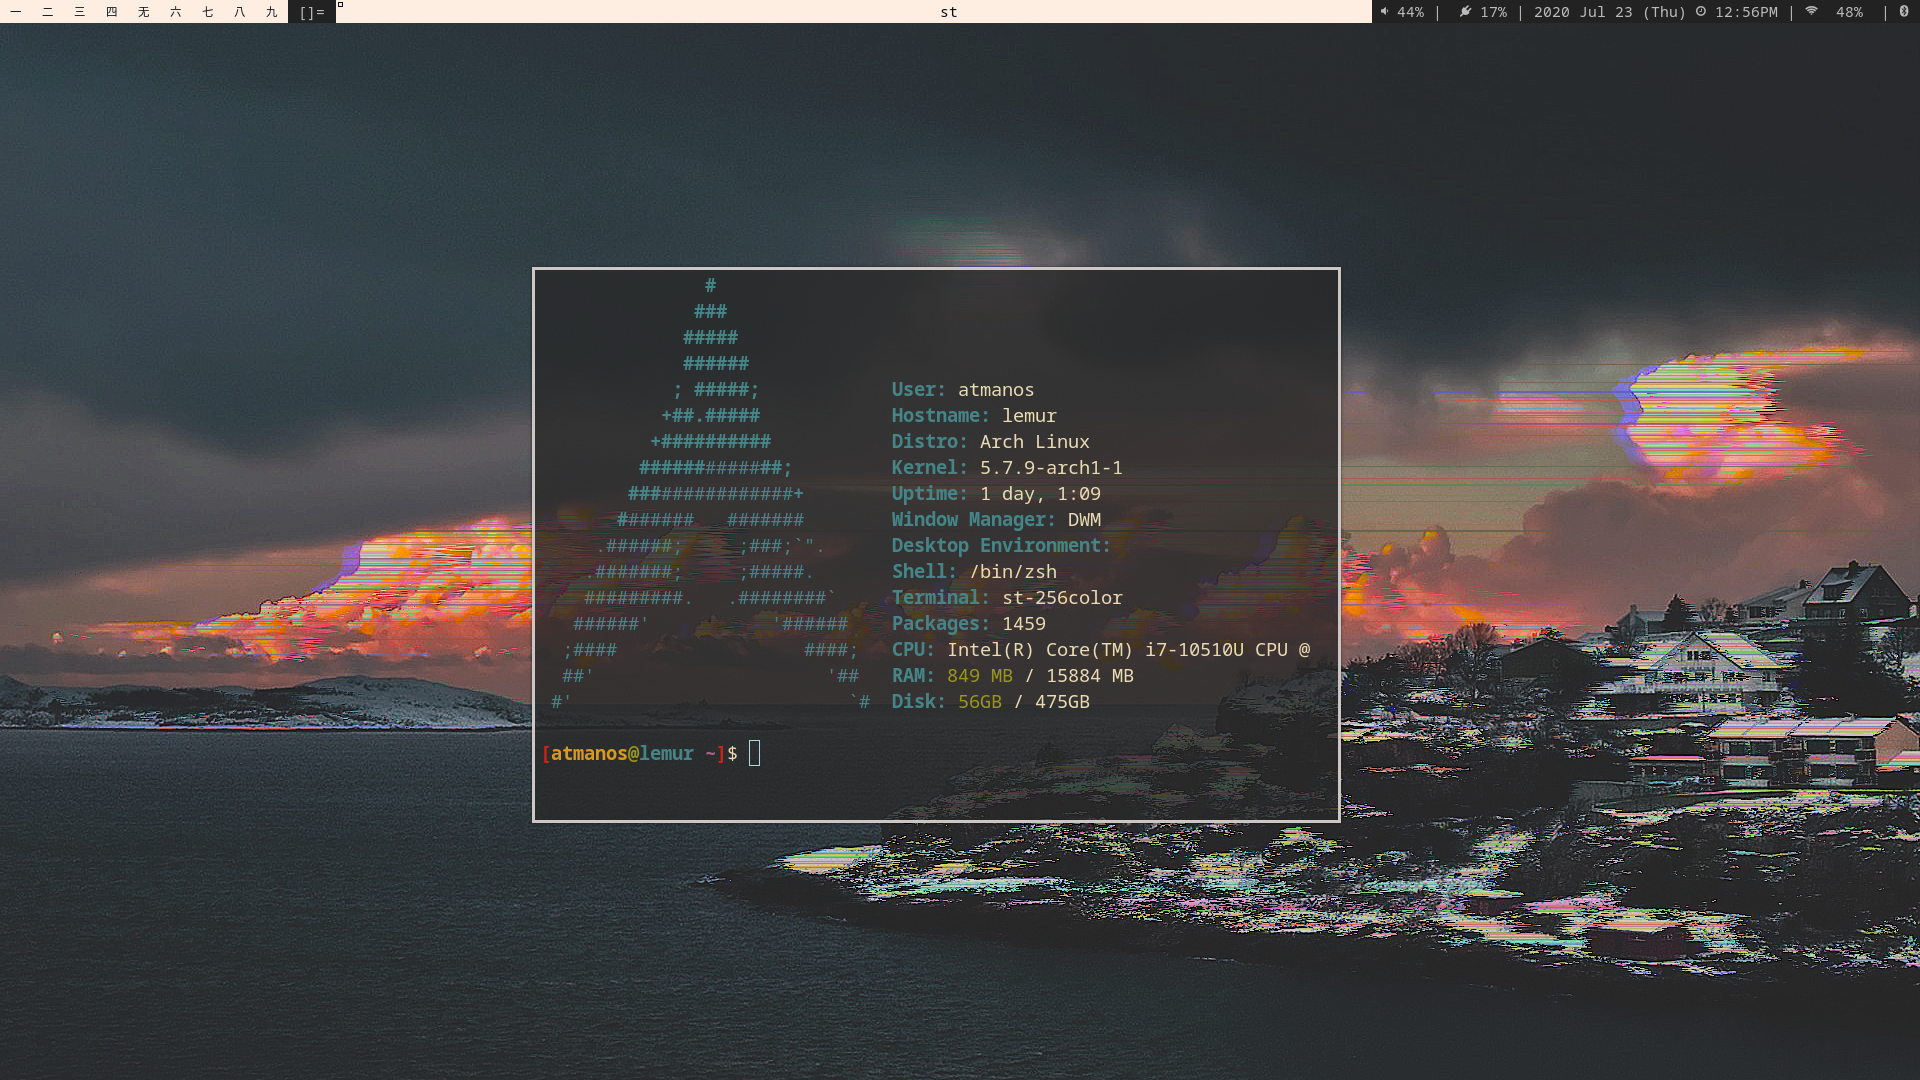 一 二 三 四 无 六 七 八 九 []= st 44% | 17% | 2020 Jul 23 (Thu) 12:56PM | 48% |
#
###
#####
######
; #####;
User: atmanos
+##.#####
Hostname: lemur
+##########
Distro: Arch Linux
#############;
Kernel: 5.7.9-arch1-1
###############+
Uptime: 1 day, 1:09
####### #######
Window Manager: DWM
.######; ;###;`".
Desktop Environment:
.#######; ;#####.
Shell: /bin/zsh
#########. .########`
Terminal: st-256color
######' '######
Packages: 1459
;#### ####;
CPU: Intel(R) Core(TM) i7-10510U CPU @
##' '##
RAM: 849 MB / 15884 MB
#' `#
Disk: 56GB / 475GB
[atmanos@lemur ~]$